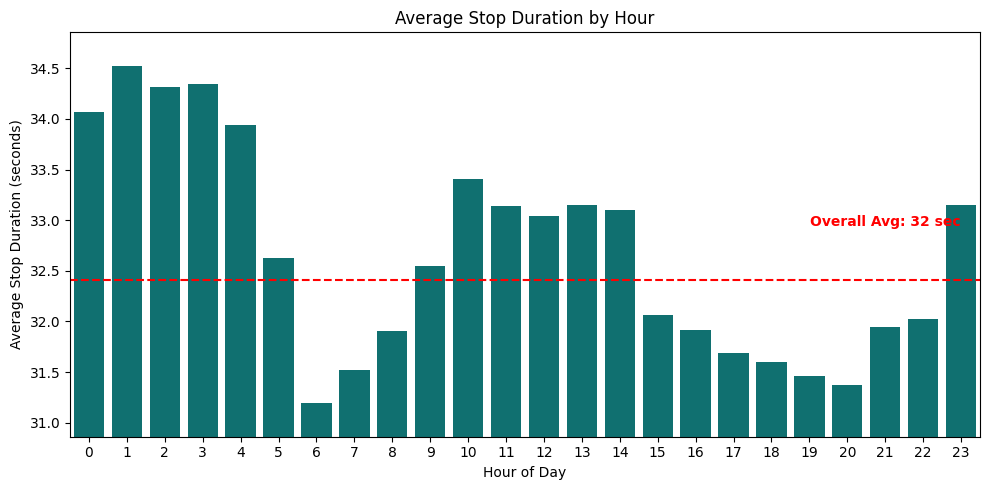 Average Stop Duration by Hour
Average Stop Duration (seconds)
34.5
34.0
33.5
33.0
32.5
32.0
31.5
31.0
Overall Avg: 32 sec
0 1 2 3 4 5 6 7 8 9 10 11 12 13 14 15 16 17 18 19 20 21 22 23
Hour of Day